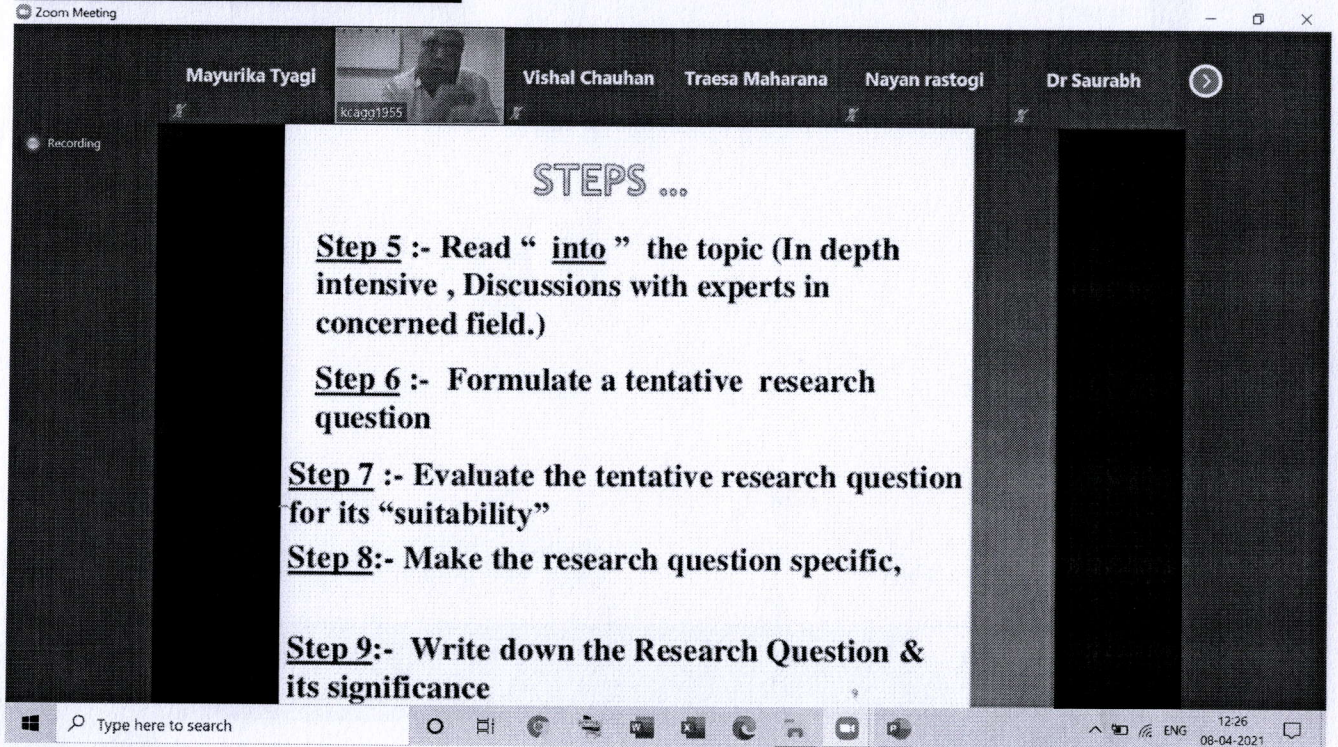 Zoom Meeting
Mayurika Tyagi
kcagg1955
Vishal Chauhan
Traesa Maharana
Nayan rastogi
Dr Saurabh
Recording
STEPS ...
Step 5 :- Read “ into ” the topic (In depth
intensive , Discussions with experts in
concerned field.)
Step 6 :- Formulate a tentative research
question
Step 7 :- Evaluate the tentative research question
for its “suitability”
Step 8:- Make the research question specific,
Step 9:- Write down the Research Question &
its significance
9
Type here to search
ENG
12:26
08-04-2021